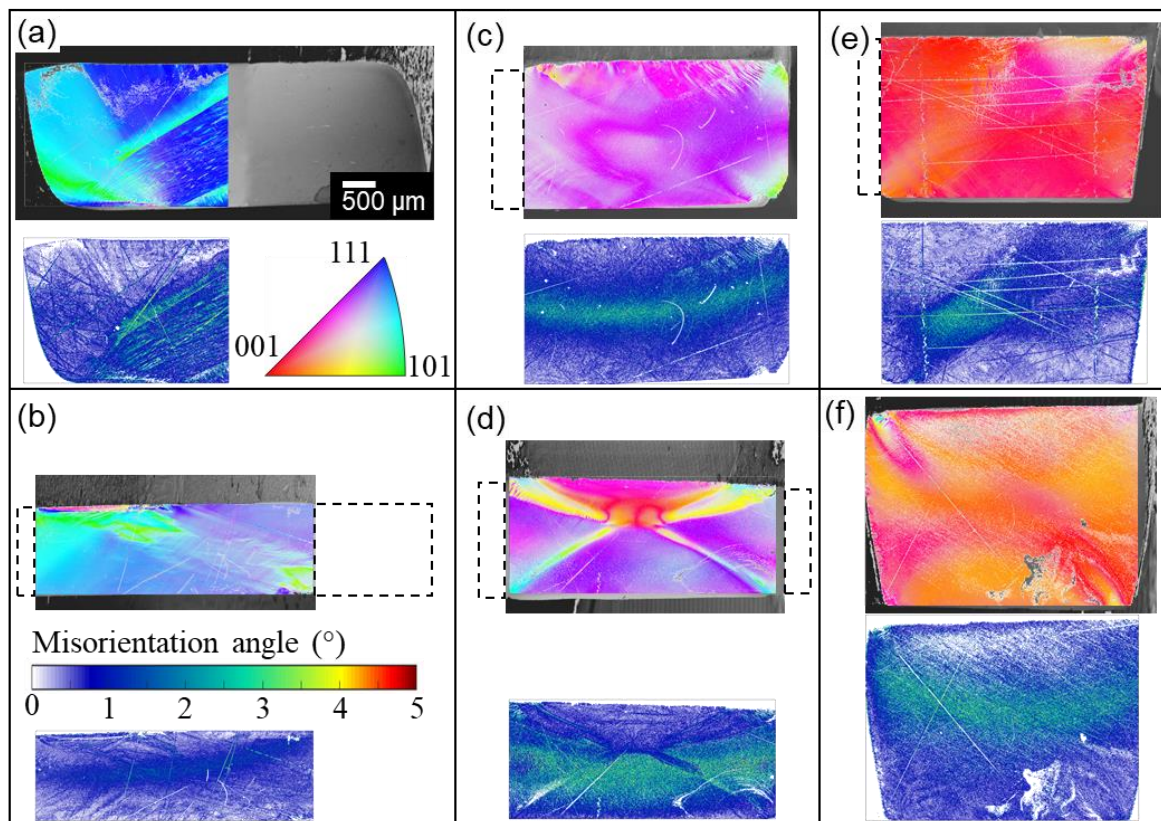 (a)
500 µm
111
001
101
(b)
Misorientation angle (°)
0 1 2 3 4 5
(c)
(d)
(e)
(f)